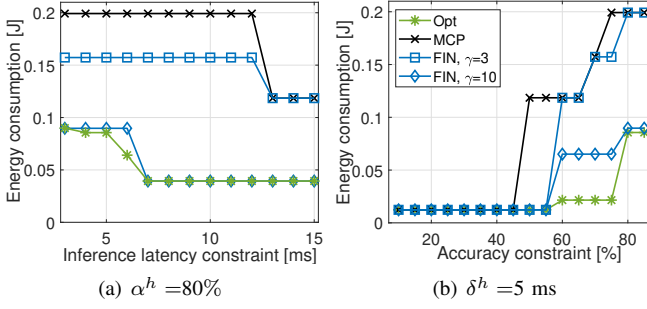 Energy consumption [J]
0.2
0.15
0.1
0.05
0
5
10
15
Inference latency constraint [ms]
(a) α^h =80%
Energy consumption [J]
0.2
0.15
0.1
0.05
0
20
40
60
80
Accuracy constraint [%]
Opt
MCP
FIN, γ=3
FIN, γ=10
(b) δ^h =5 ms